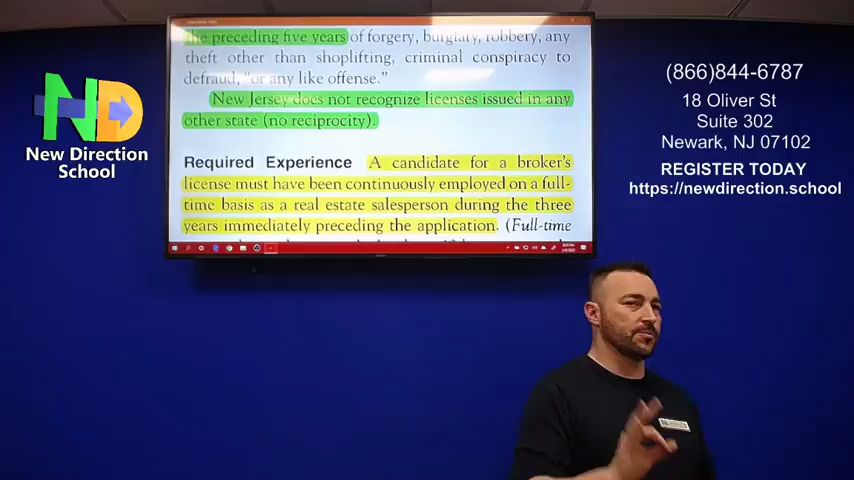 the preceding five years of forgery, burglary, robbery, any
theft other than shoplifting, criminal conspiracy to
defraud, "or any like offense."
New Jersey does not recognize licenses issued in any
other state (no reciprocity).
Required Experience A candidate for a broker's
license must have been continuously employed on a full-
time basis as a real estate salesperson during the three
years immediately preceding the application. (Full-time
ND
New Direction
School
(866)844-6787
18 Oliver St
Suite 302
Newark, NJ 07102
REGISTER TODAY
https://newdirection.school